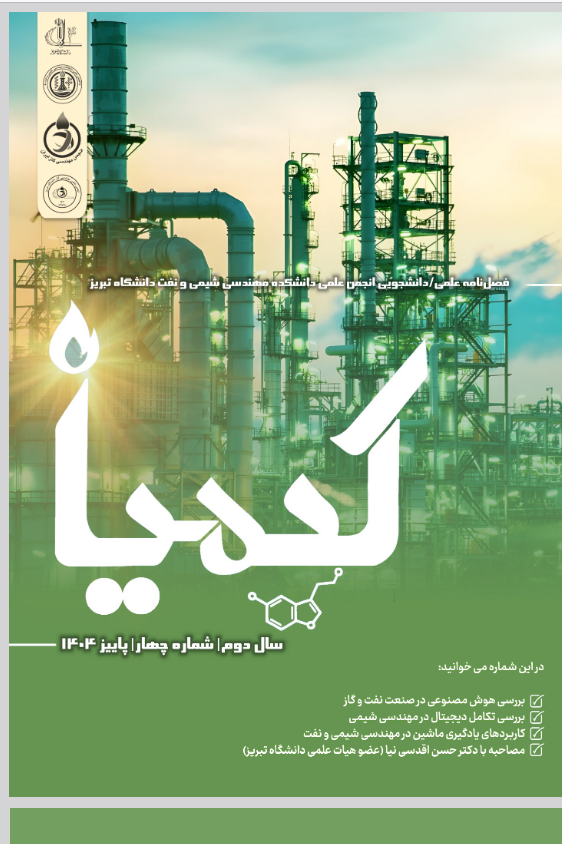 فصل‌نامه علمی/دانشجویی انجمن علمی دانشکده مهندسی شیمی و نفت دانشگاه تبریز
کیمیا
سال دوم| شماره چهار| پاییز ۱۴۰۴
در این شماره می خوانید:
بررسی هوش مصنوعی در صنعت نفت و گاز
بررسی تکامل دیجیتال در مهندسی شیمی
کاربردهای یادگیری ماشین در مهندسی شیمی و نفت
مصاحبه با دکتر حسن اقدسی نیا (عضو هیات علمی دانشگاه تبریز)